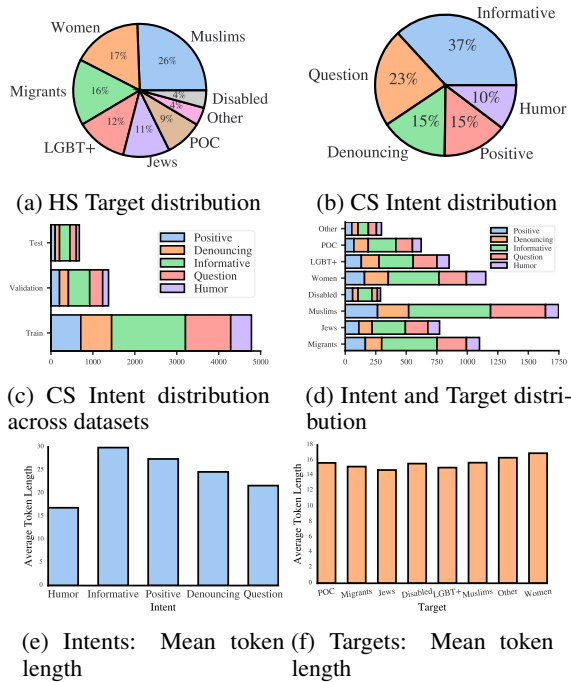 Women
Muslims
17%
26%
Migrants
16%
4%
Disabled
4%
Other
12%
11%
9%
POC
LGBT+
Jews
(a) HS Target distribution
Informative
37%
Question
23%
10%
Humor
15%
15%
Denouncing
Positive
(b) CS Intent distribution
Test
Validation
Train
Positive
Denouncing
Informative
Question
Humor
0 1000 2000 3000 4000 5000
(c) CS Intent distribution
across datasets
Other
POC
LGBT+
Women
Disabled
Muslims
Jews
Migrants
Positive
Denouncing
Informative
Question
Humor
0 250 500 750 1000 1250 1500 1750
(d) Intent and Target distri-
bution
Average Token Length
30
25
20
15
10
5
0
Humor Informative Positive Denouncing Question
Intent
(e) Intents: Mean token
length
Average Token Length
18
16
14
12
10
8
6
4
2
0
POC Migrants Jews Disabled LGBT+ Muslims Other Women
Target
(f) Targets: Mean token
length